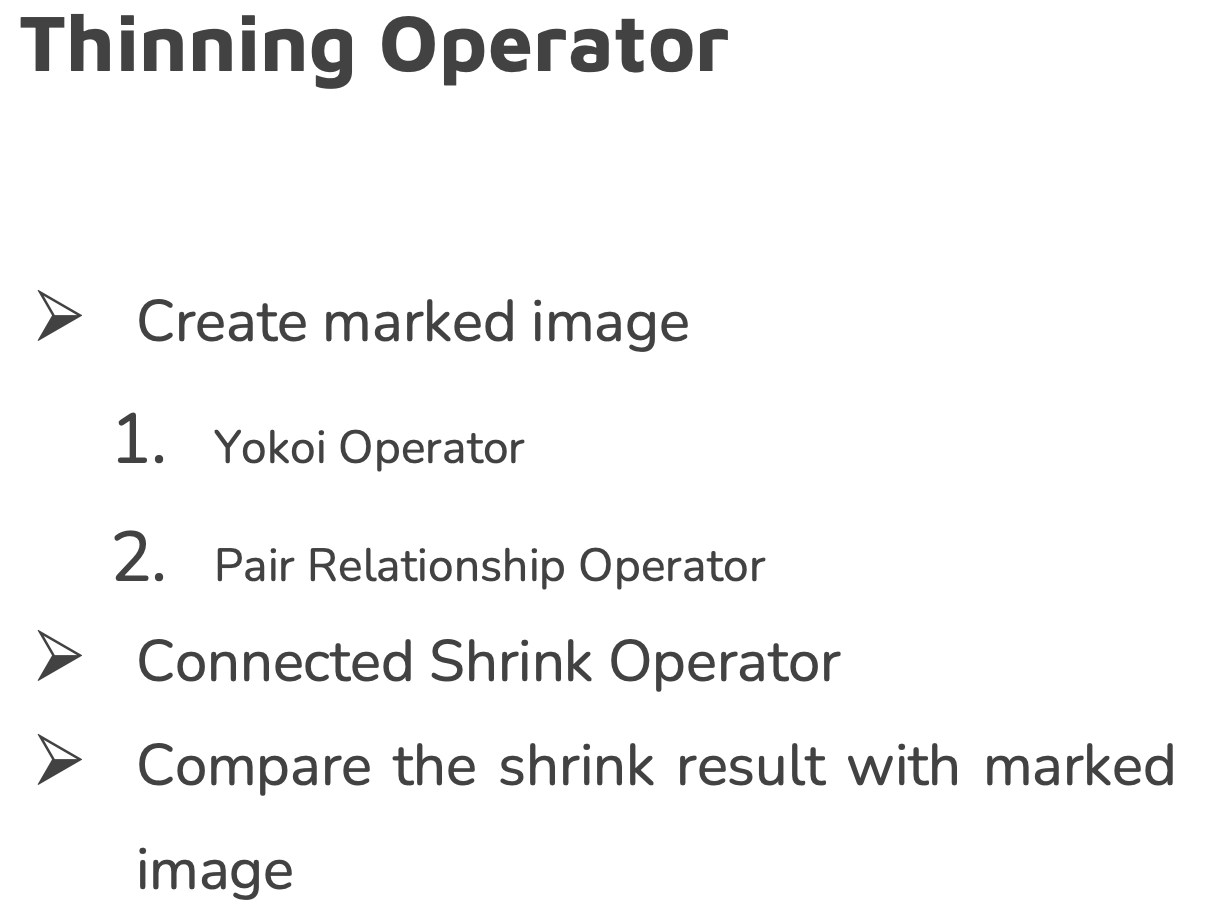 Thinning Operator
➢ Create marked image
1. Yokoi Operator
2. Pair Relationship Operator
➢ Connected Shrink Operator
➢ Compare the shrink result with marked
image